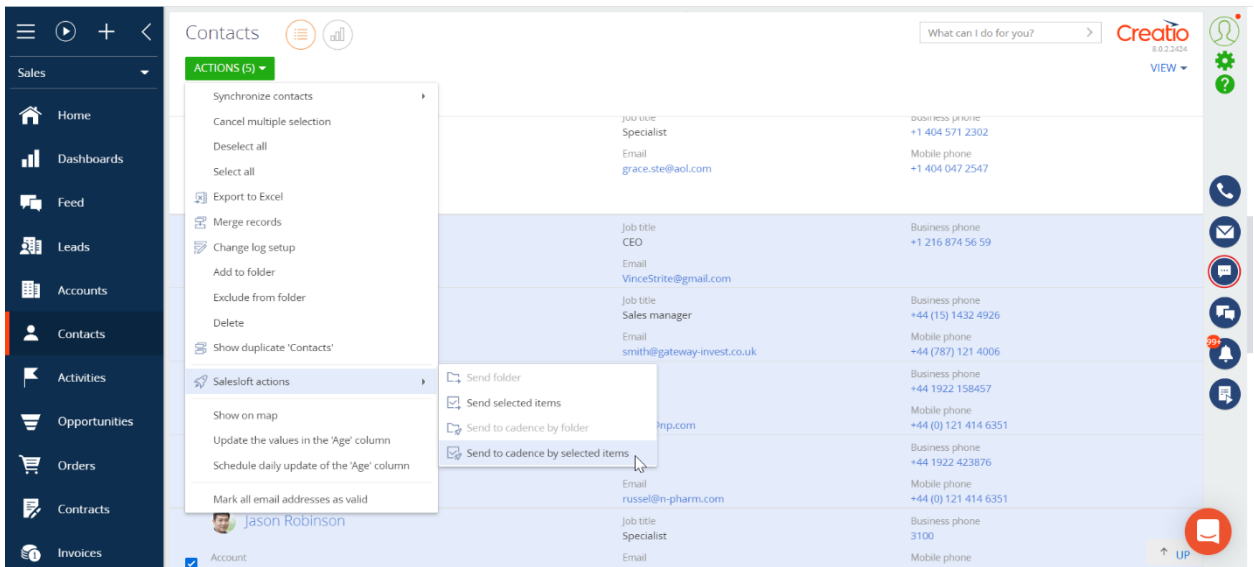 Contacts
What can I do for you?
Creatio
8.0.2.2424
Sales
ACTIONS (5)
VIEW
Home
Dashboards
Feed
Leads
Accounts
Contacts
Activities
Opportunities
Orders
Contracts
Invoices
Synchronize contacts
Cancel multiple selection
Deselect all
Select all
Export to Excel
Merge records
Change log setup
Add to folder
Exclude from folder
Delete
Show duplicate 'Contacts'
Salesloft actions
Show on map
Update the values in the 'Age' column
Schedule daily update of the 'Age' column
Mark all email addresses as valid
Send folder
Send selected items
Send to cadence by folder
Send to cadence by selected items
Job title
Business phone
Specialist
+1 404 571 2302
Email
Mobile phone
grace.ste@aol.com
+1 404 047 2547
Job title
Business phone
CEO
+1 216 874 56 59
Email
VinceStrite@gmail.com
Job title
Business phone
Sales manager
+44 (15) 1432 4926
Email
Mobile phone
smith@gateway-invest.co.uk
+44 (787) 121 4006
Business phone
+44 1922 158457
Mobile phone
@np.com
+44 (0) 121 414 6351
Business phone
+44 1922 423876
Email
Mobile phone
russel@n-pharm.com
+44 (0) 121 414 6351
Jason Robinson
Job title
Business phone
Specialist
3100
Account
Email
Mobile phone
99+
UP